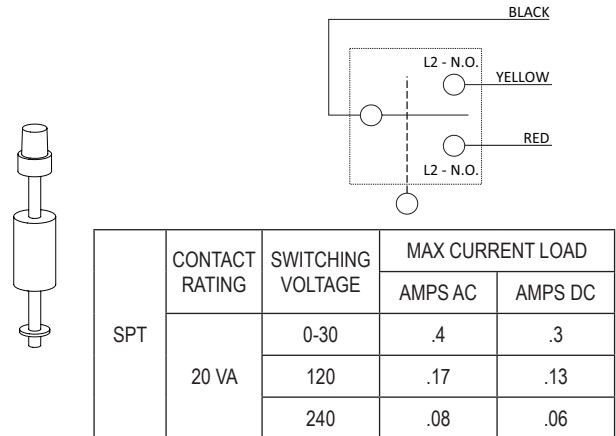 BLACK
L2 - N.O.
YELLOW
RED
L2 - N.O.
SPT
CONTACT RATING
SWITCHING VOLTAGE
MAX CURRENT LOAD
AMPS AC
AMPS DC
20 VA
0-30
.4
.3
120
.17
.13
240
.08
.06